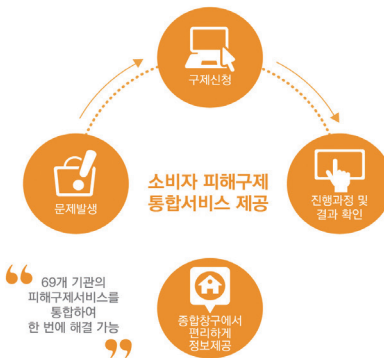 구제신청
문제발생
소비자 피해구제
통합서비스 제공
진행과정 및
결과 확인
“ 69개 기관의
피해구제서비스를
통합하여
한 번에 해결 가능 ”
종합창구에서
편리하게
정보제공